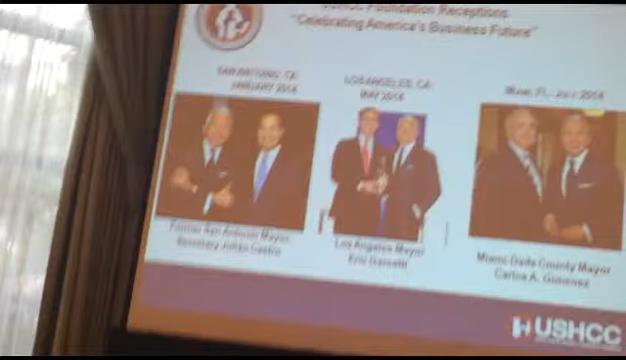 USHCC Foundation Receptions
"Celebrating America's Business Future"
SAN ANTONIO, CA
JANUARY 2014
LOS ANGELES, CA
MAY 2014
MIAMI, FL, JULY 2014
Former San Antonio Mayor
Secretary Julián Castro
Los Angeles Mayor
Eric Garcetti
Miami Dade County Mayor
Carlos A. Gimenez
USHCC